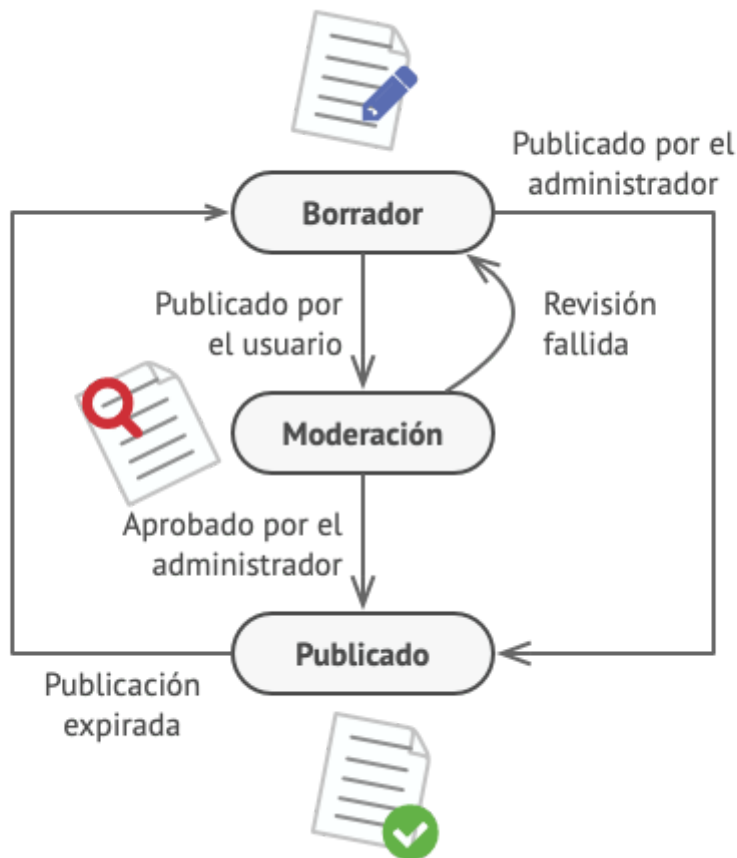 Publicado por el
administrador
Borrador
Publicado por
el usuario
Revisión
fallida
Moderación
Aprobado por el
administrador
Publicado
Publicación
expirada